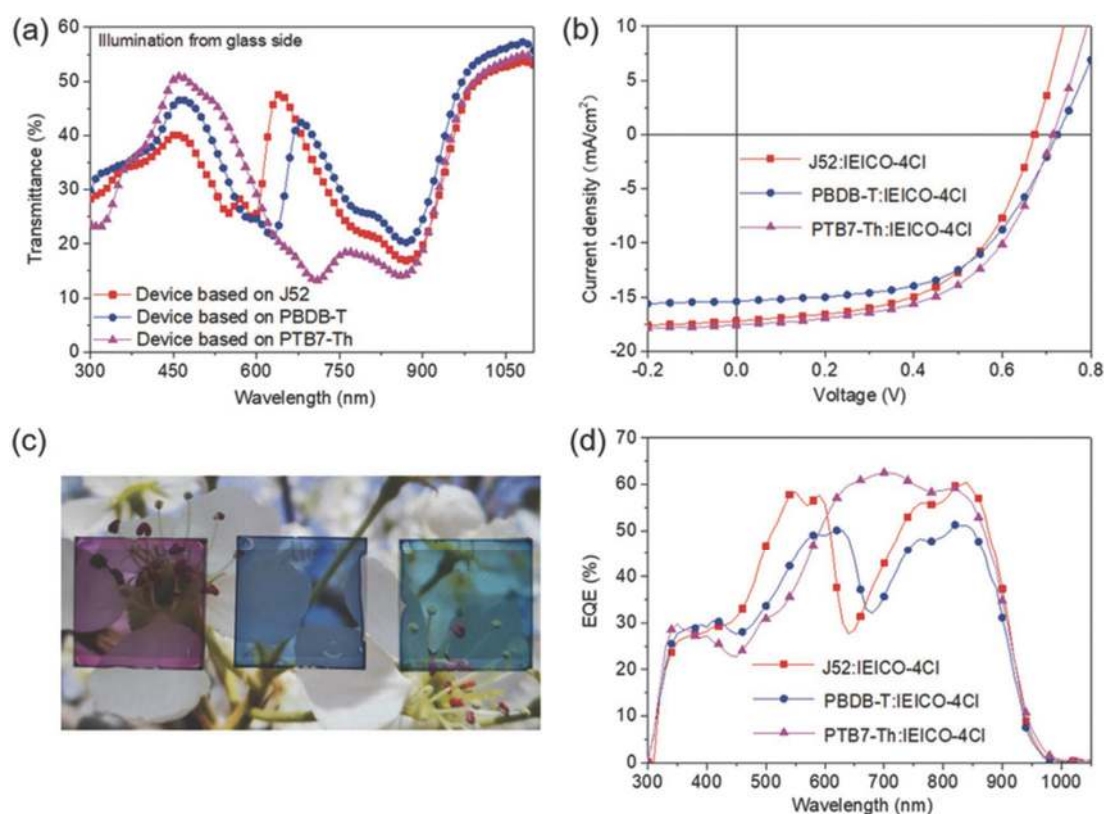 (a)
Illumination from glass side
Transmittance (%)
60
50
40
30
20
10
0
Device based on J52
Device based on PBDB-T
Device based on PTB7-Th
300 450 600 750 900 1050
Wavelength (nm)
(b)
Current density (mA/cm²)
10
5
0
-5
-10
-15
-20
J52:IEICO-4Cl
PBDB-T:IEICO-4Cl
PTB7-Th:IEICO-4Cl
-0.2 0.0 0.2 0.4 0.6 0.8
Voltage (V)
(c)
(d)
EQE (%)
70
60
50
40
30
20
10
0
J52:IEICO-4Cl
PBDB-T:IEICO-4Cl
PTB7-Th:IEICO-4Cl
300 400 500 600 700 800 900 1000
Wavelength (nm)